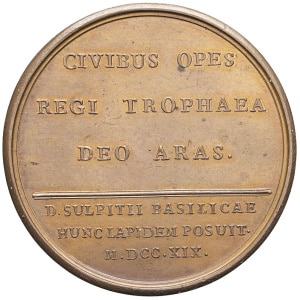 CIVIBUS OPES
REGI TROPHAEA
DEO ARAS.
D. SULPITII BASILICAE
HUNC LAPIDEM POSUIT.
M.DCC.XIX.